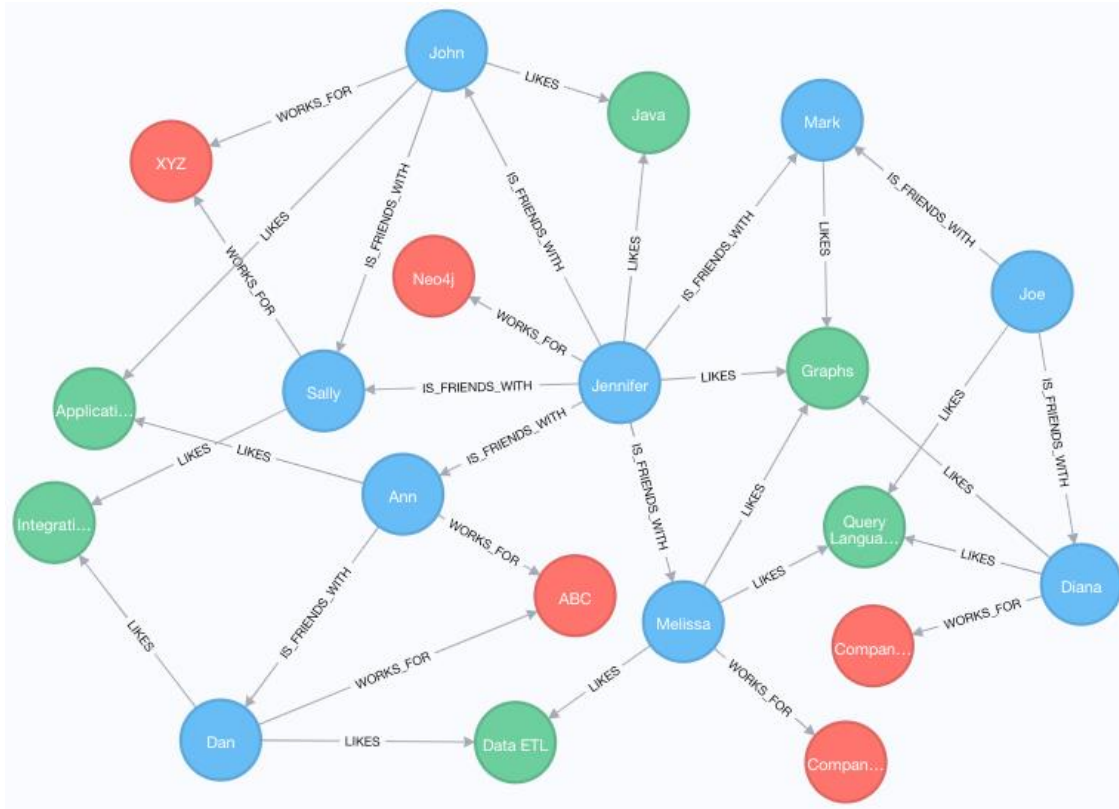 John
LIKES
WORKS_FOR
Java
Mark
XYZ
IS_FRIENDS_WITH
IS_FRIENDS_WITH
IS_FRIENDS_WITH
IS_FRIENDS_WITH
LIKES
LIKES
WORKS_FOR
LIKES
Neo4j
Joe
WORKS_FOR
Graphs
Jennifer
LIKES
IS_FRIENDS_WITH
Sally
Applicati...
LIKES
IS_FRIENDS_WITH
IS_FRIENDS_WITH
LIKES
LIKES
Ann
IS_FRIENDS_WITH
LIKES
LIKES
Integrati...
WORKS_FOR
Query
Langua...
LIKES
LIKES
Diana
ABC
Melissa
WORKS_FOR
IS_FRIENDS_WITH
LIKES
WORKS_FOR
Compan...
LIKES
WORKS_FOR
Dan
LIKES
Data ETL
Compan...